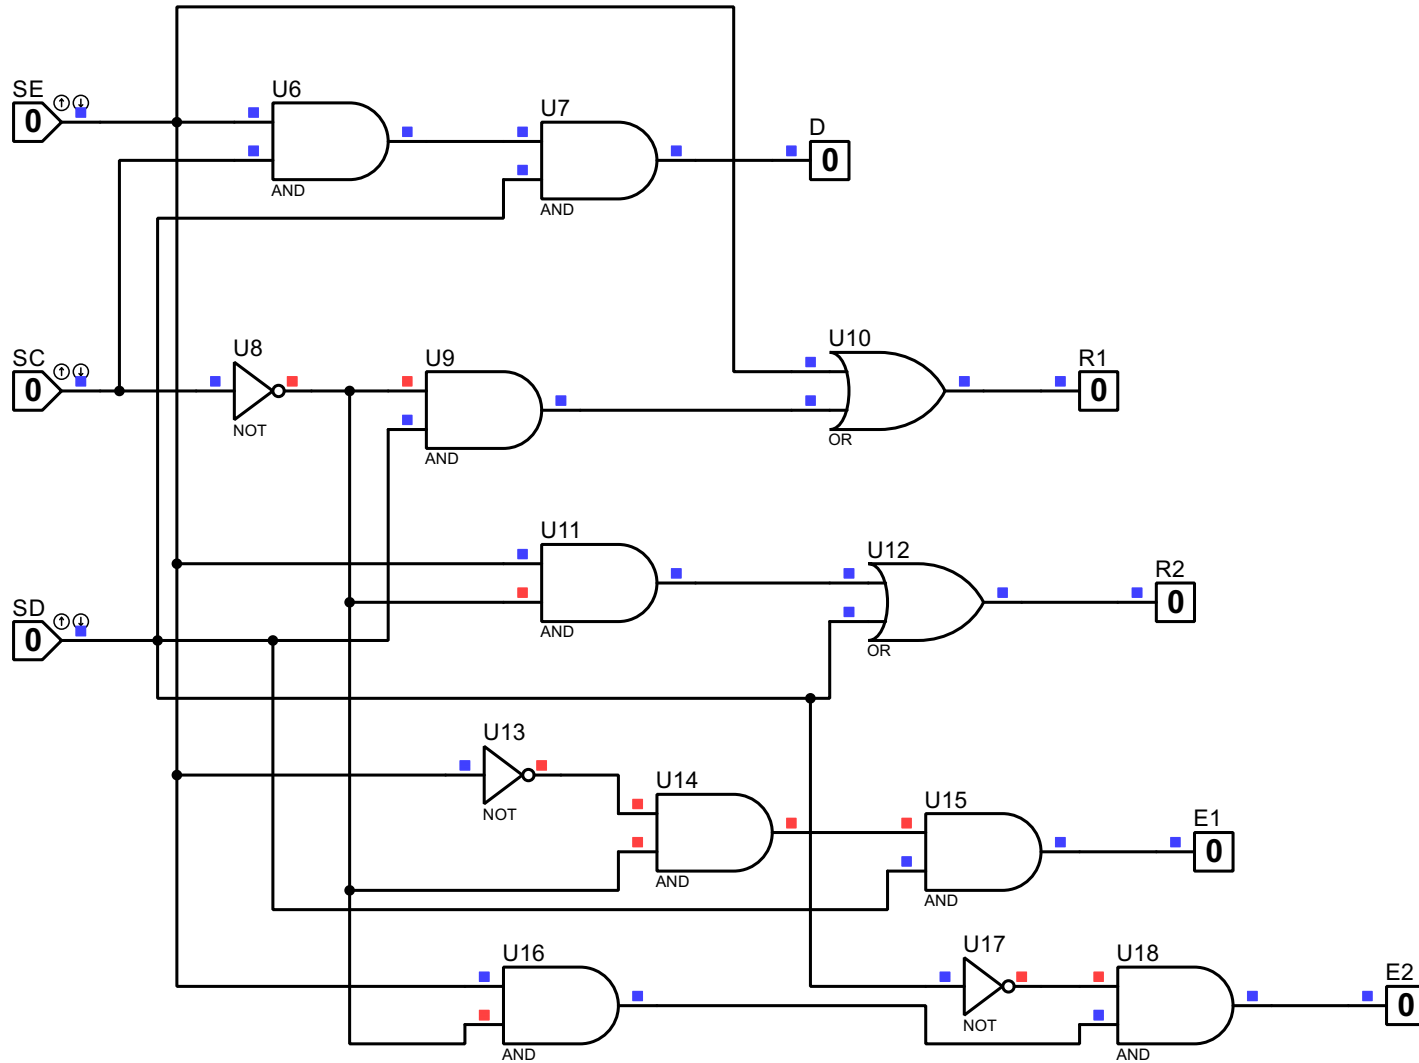 SE
0
U6
AND
U7
AND
D
0
SC
0
U8
NOT
U9
AND
U10
OR
R1
0
U11
AND
U12
OR
R2
0
SD
0
U13
NOT
U14
AND
U15
AND
E1
0
U16
AND
U17
NOT
U18
AND
E2
0